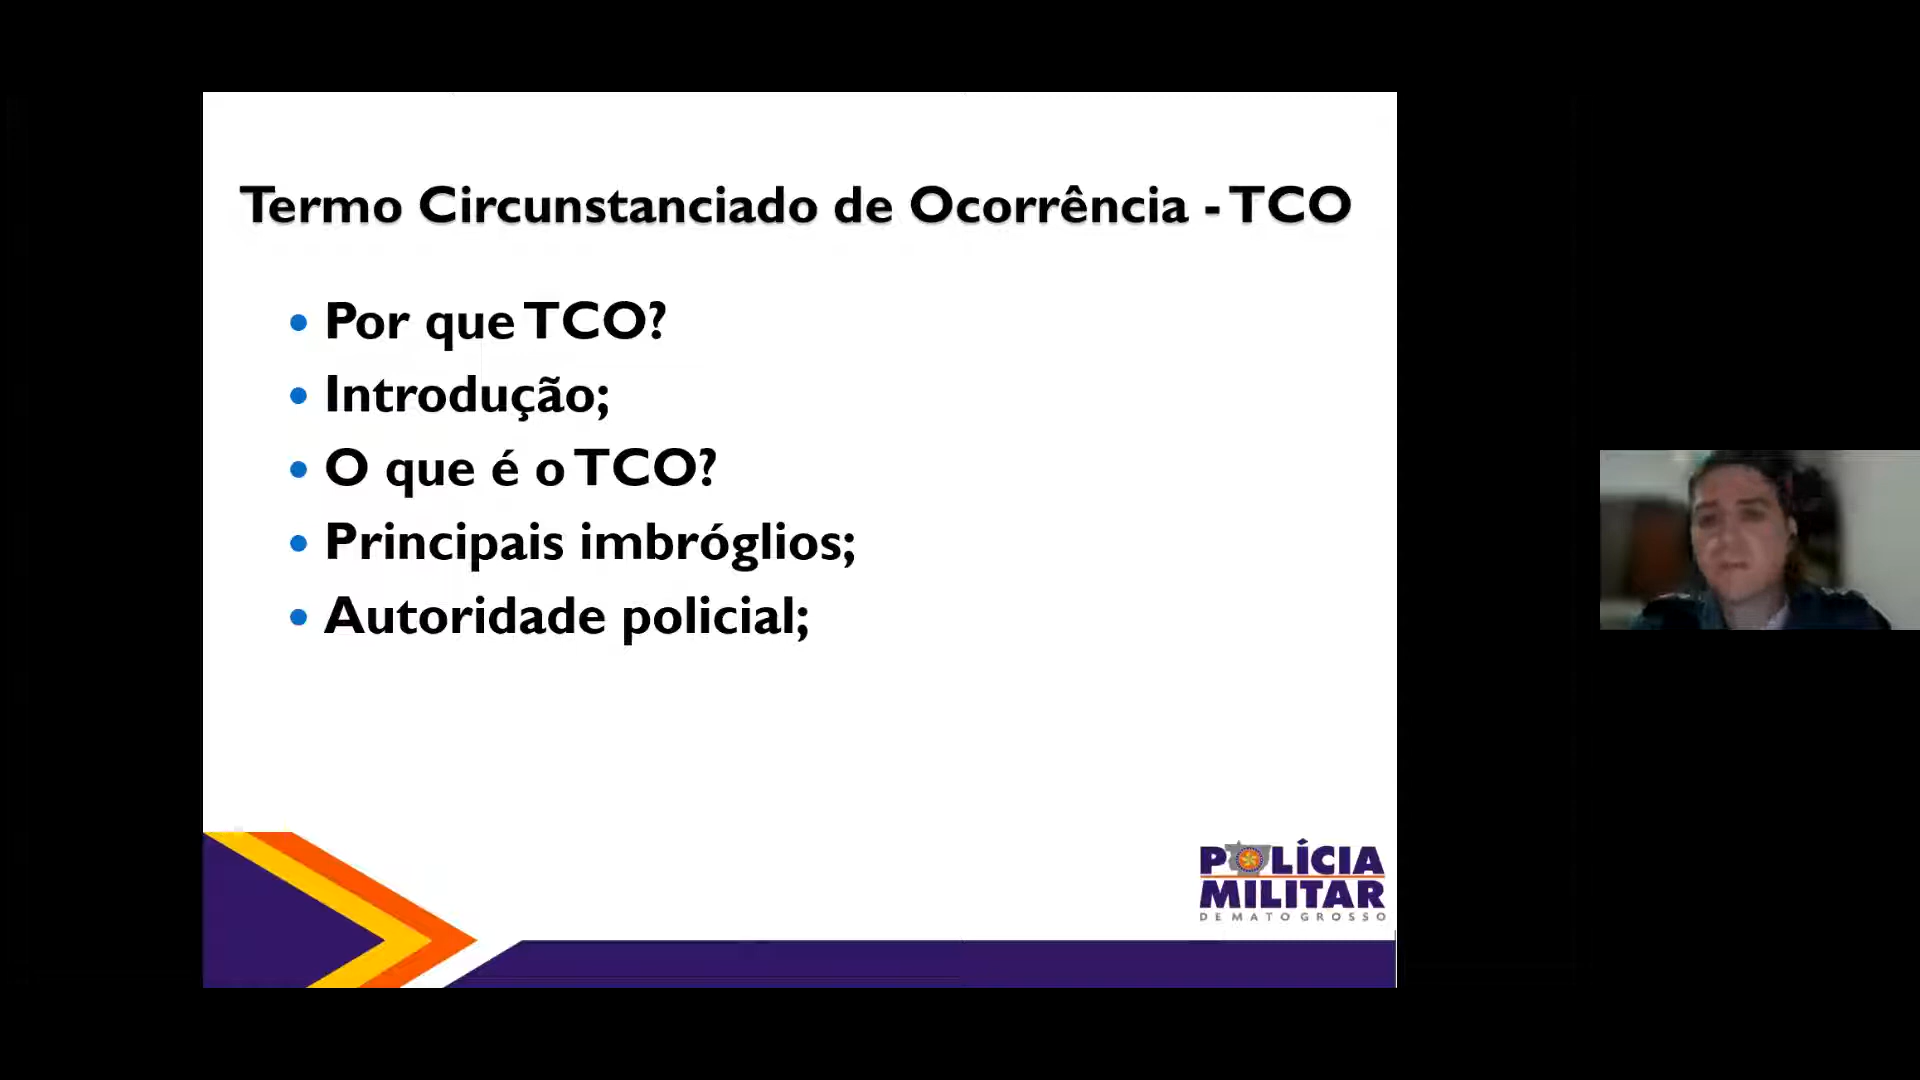 Termo Circunstanciado de Ocorrência - TCO
• Por que TCO?
• Introdução;
• O que é o TCO?
• Principais imbróglios;
• Autoridade policial;
POLÍCIA
MILITAR
DE MATO GROSSO